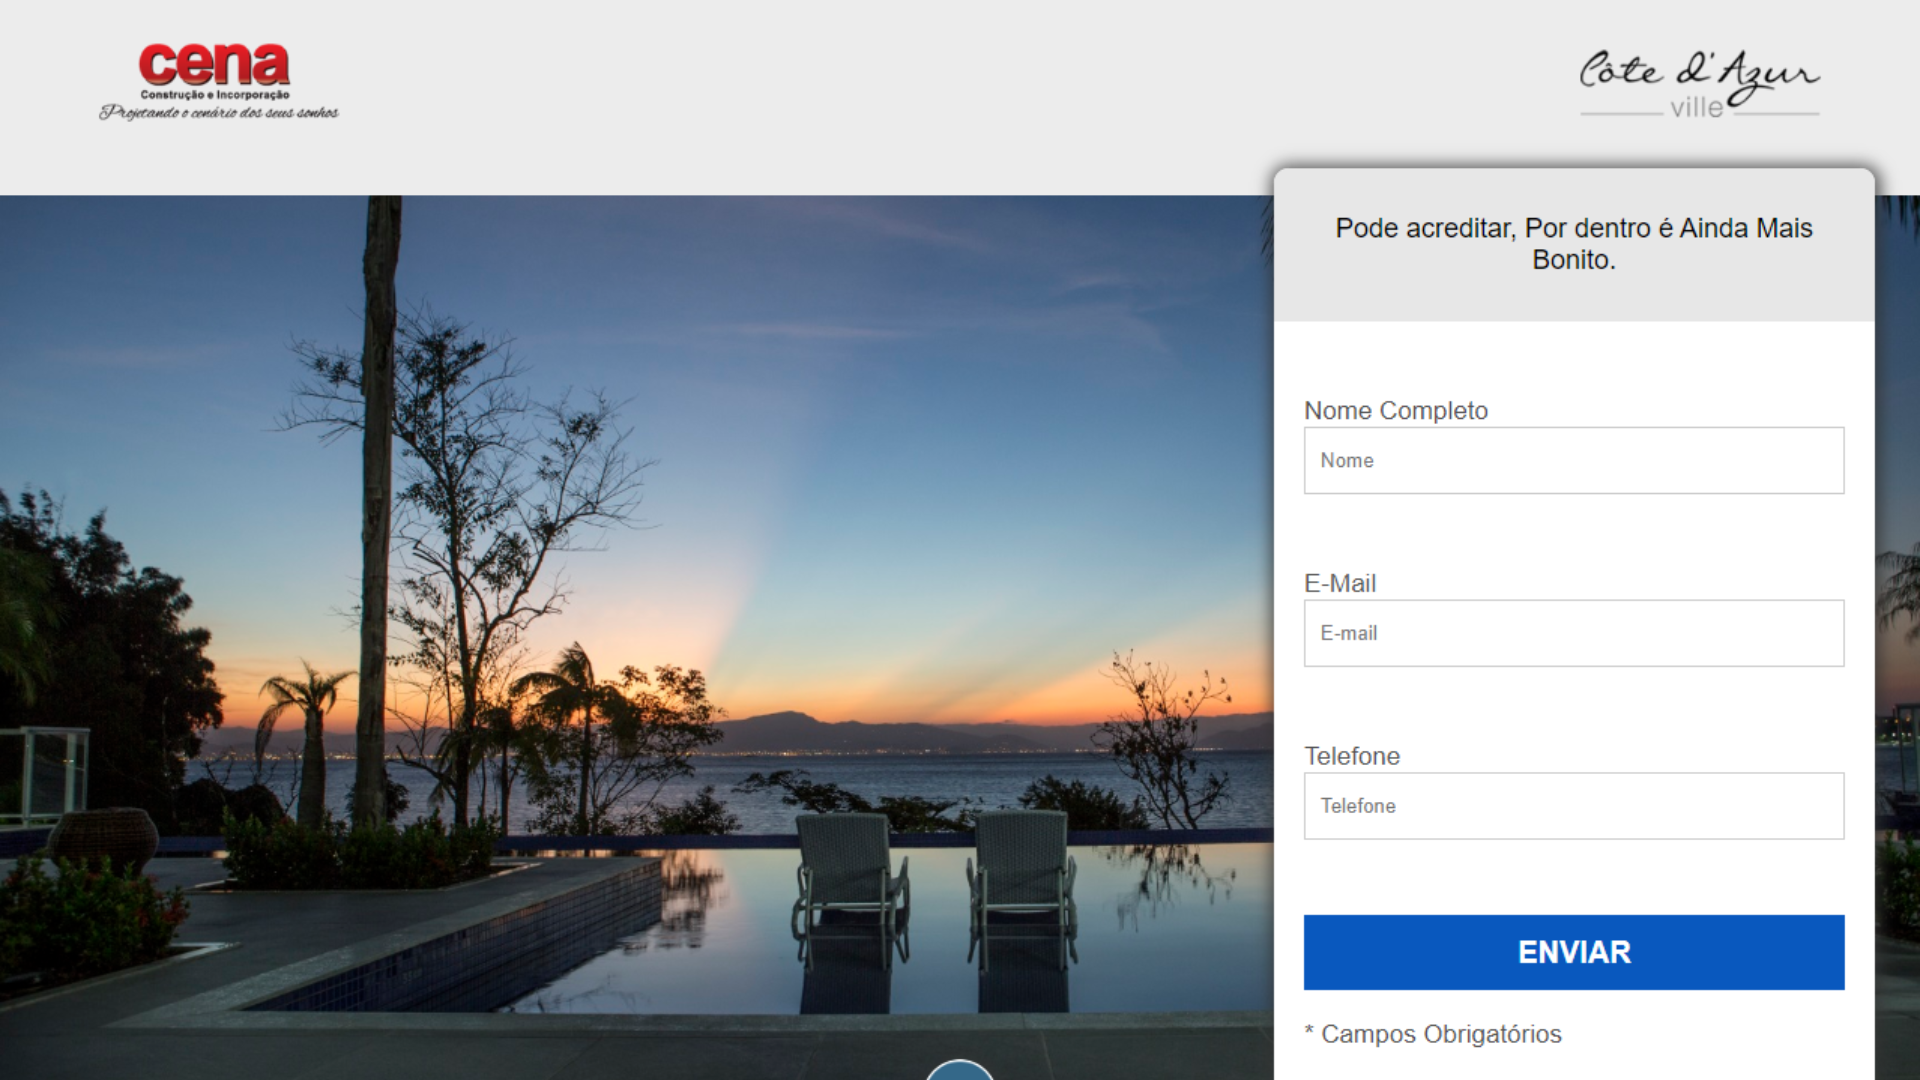 cena
Construção e Incorporação
Projetando o cenário dos seus sonhos
Côte d'Azur
ville
Pode acreditar, Por dentro é Ainda Mais
Bonito.
Nome Completo
Nome
E-Mail
E-mail
Telefone
Telefone
ENVIAR
* Campos Obrigatórios